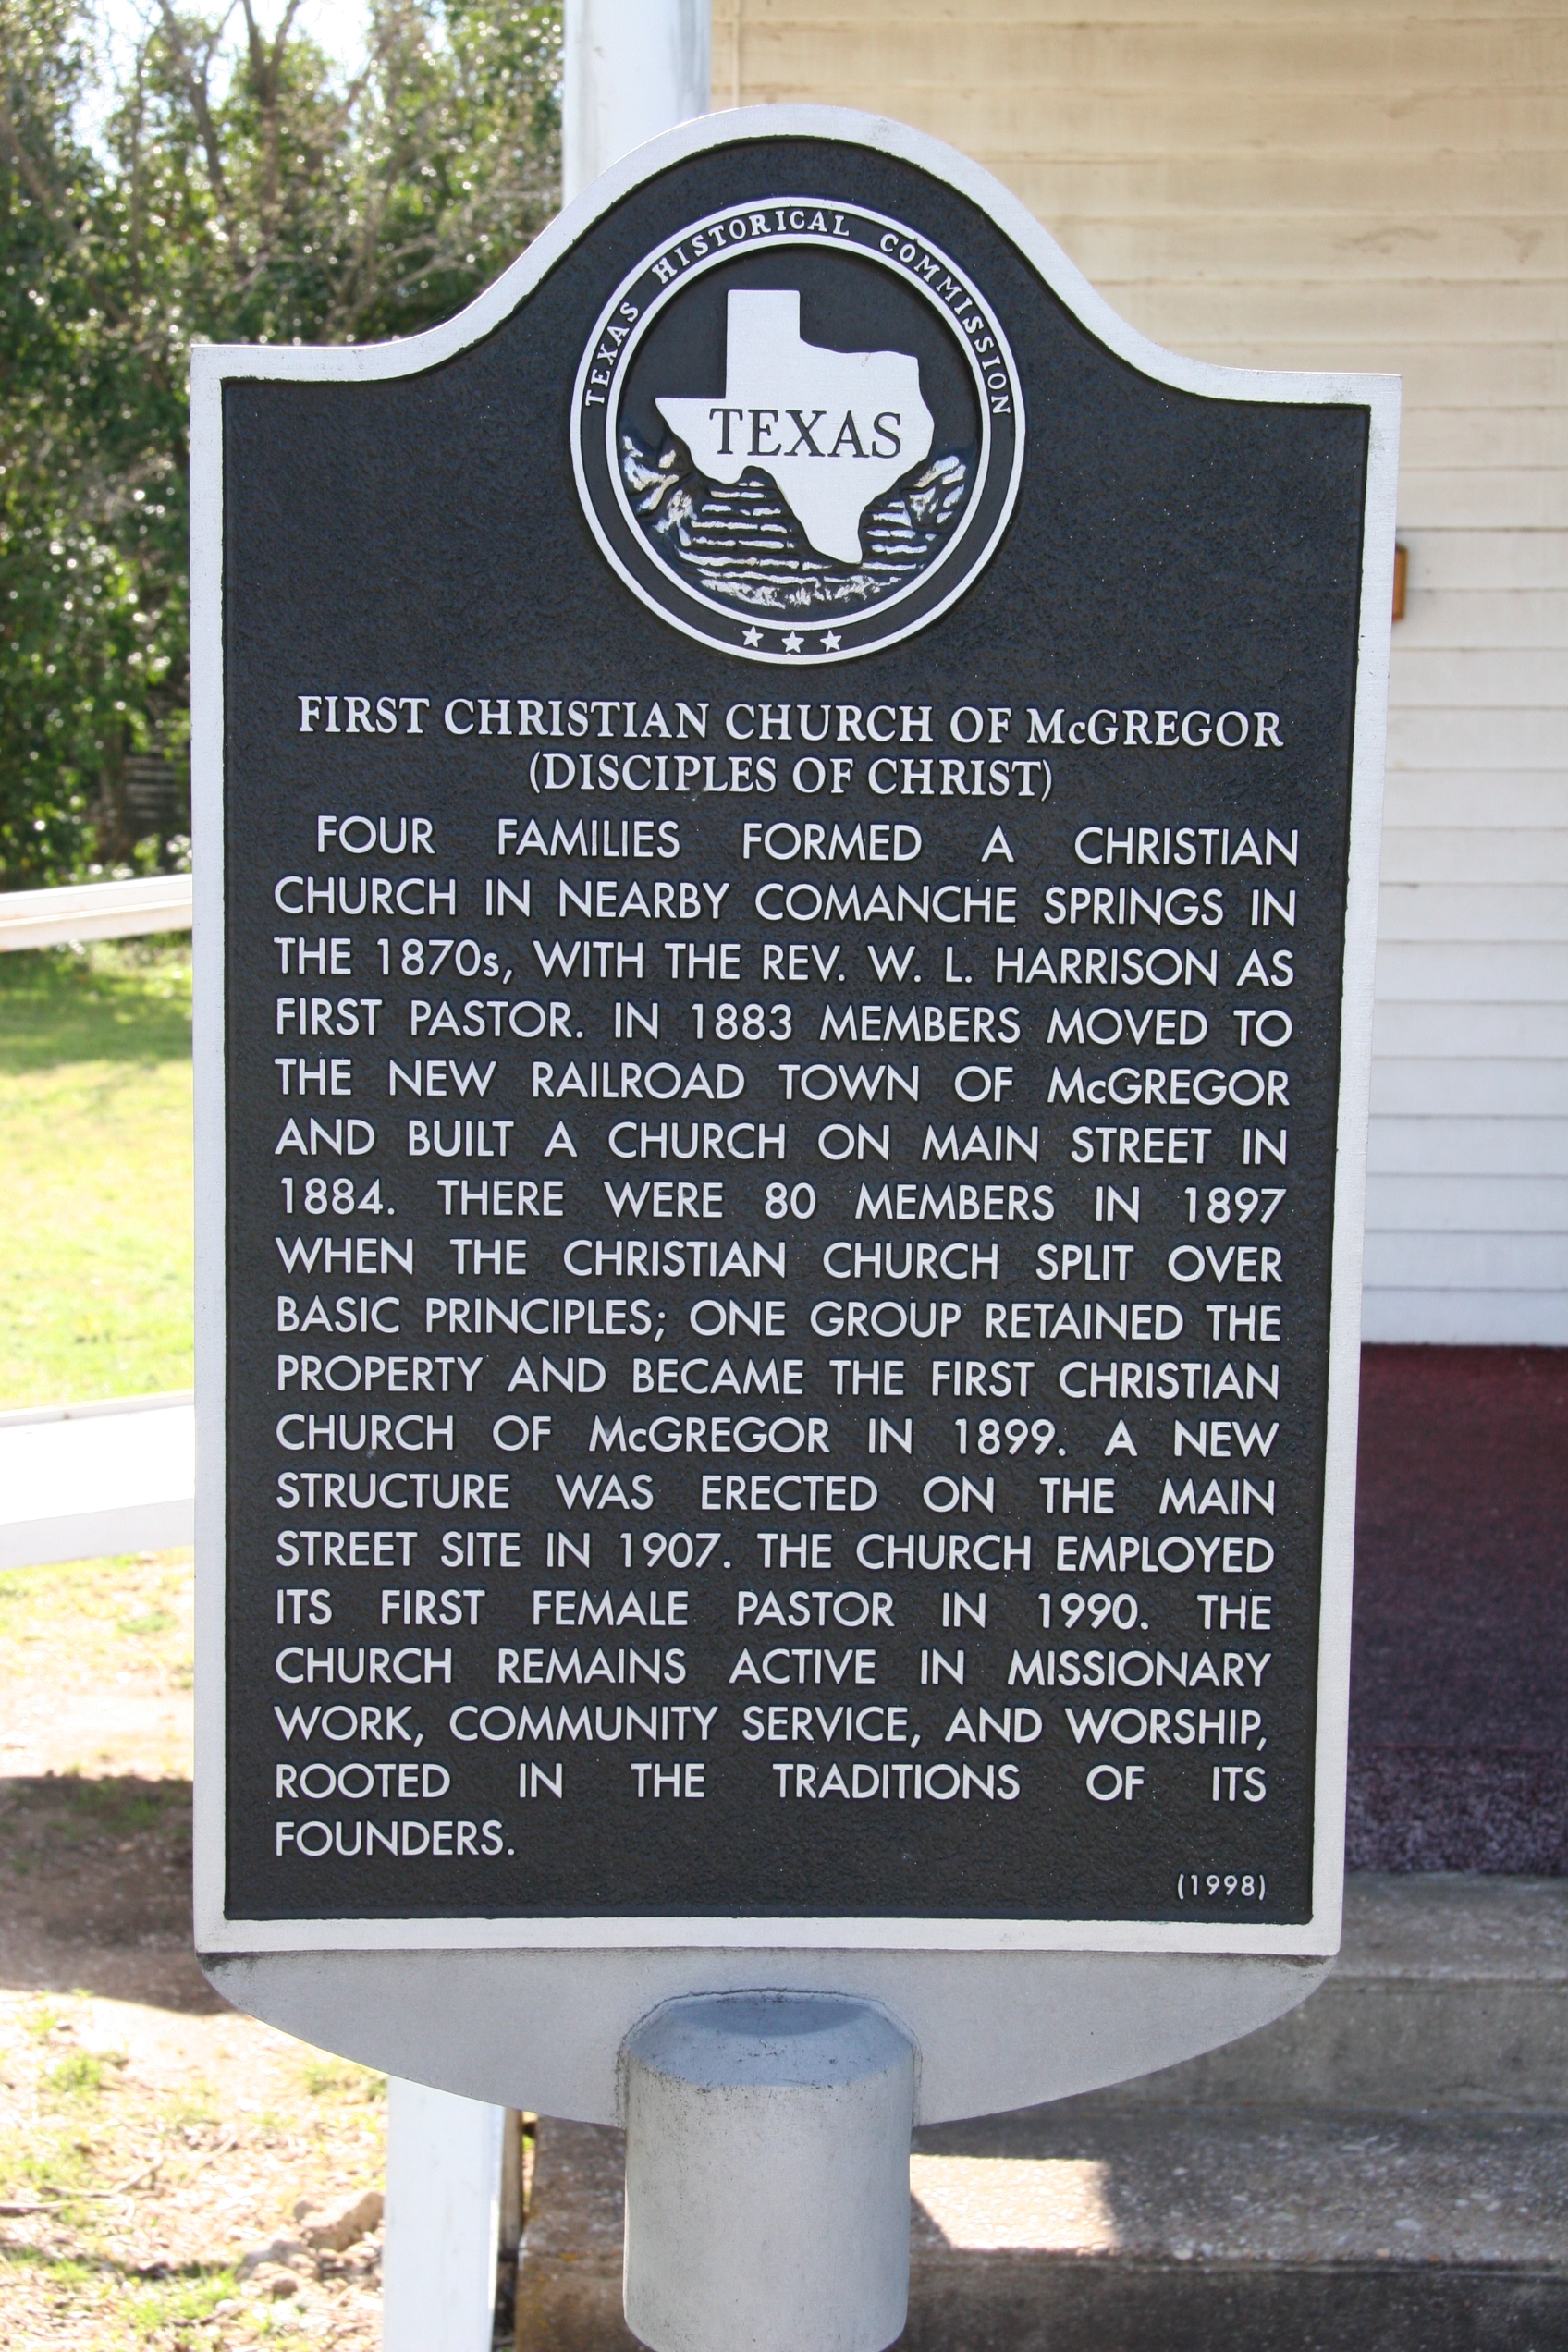 TEXAS HISTORICAL COMMISSION
TEXAS
FIRST CHRISTIAN CHURCH OF McGREGOR
(DISCIPLES OF CHRIST)
FOUR FAMILIES FORMED A CHRISTIAN
CHURCH IN NEARBY COMANCHE SPRINGS IN
THE 1870s, WITH THE REV. W. L. HARRISON AS
FIRST PASTOR. IN 1883 MEMBERS MOVED TO
THE NEW RAILROAD TOWN OF McGREGOR
AND BUILT A CHURCH ON MAIN STREET IN
1884. THERE WERE 80 MEMBERS IN 1897
WHEN THE CHRISTIAN CHURCH SPLIT OVER
BASIC PRINCIPLES; ONE GROUP RETAINED THE
PROPERTY AND BECAME THE FIRST CHRISTIAN
CHURCH OF McGREGOR IN 1899. A NEW
STRUCTURE WAS ERECTED ON THE MAIN
STREET SITE IN 1907. THE CHURCH EMPLOYED
ITS FIRST FEMALE PASTOR IN 1990. THE
CHURCH REMAINS ACTIVE IN MISSIONARY
WORK, COMMUNITY SERVICE, AND WORSHIP,
ROOTED IN THE TRADITIONS OF ITS
FOUNDERS.
(1998)